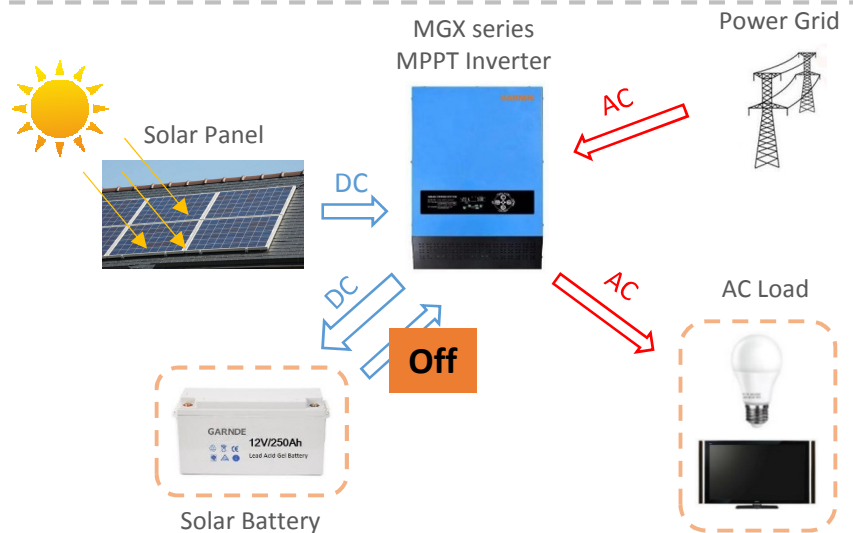 MGX series
MPPT Inverter
Power Grid
AC
Solar Panel
DC
DC
AC
AC Load
Off
GARNDE
12V/250Ah
Lead Acid Gel Battery
Solar Battery